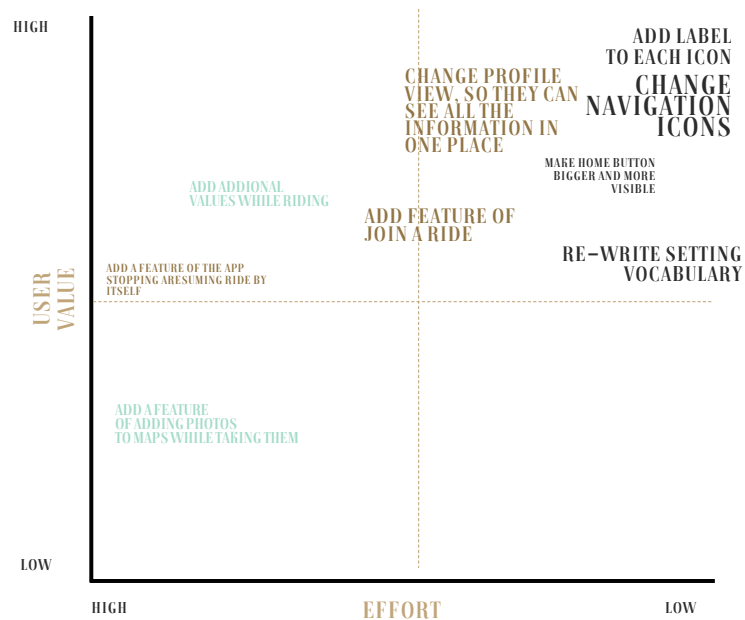 HIGH
ADD LABEL
TO EACH ICON
CHANGE PROFILE
VIEW, SO THEY CAN
SEE ALL THE
INFORMATION IN
ONE PLACE
CHANGE
NAVIGATION
ICONS
MAKE HOME BUTTON
BIGGER AND MORE
VISIBLE
ADD ADDIONAL
VALUES WHILE RIDING
ADD FEATURE OF
JOIN A RIDE
RE-WRITE SETTING
VOCABULARY
ADD A FEATURE OF THE APP
STOPPING ARESUMING RIDE BY
ITSELF
USER
VALUE
ADD A FEATURE
OF ADDING PHOTOS
TO MAPS WHILE TAKING THEM
LOW
HIGH
EFFORT
LOW